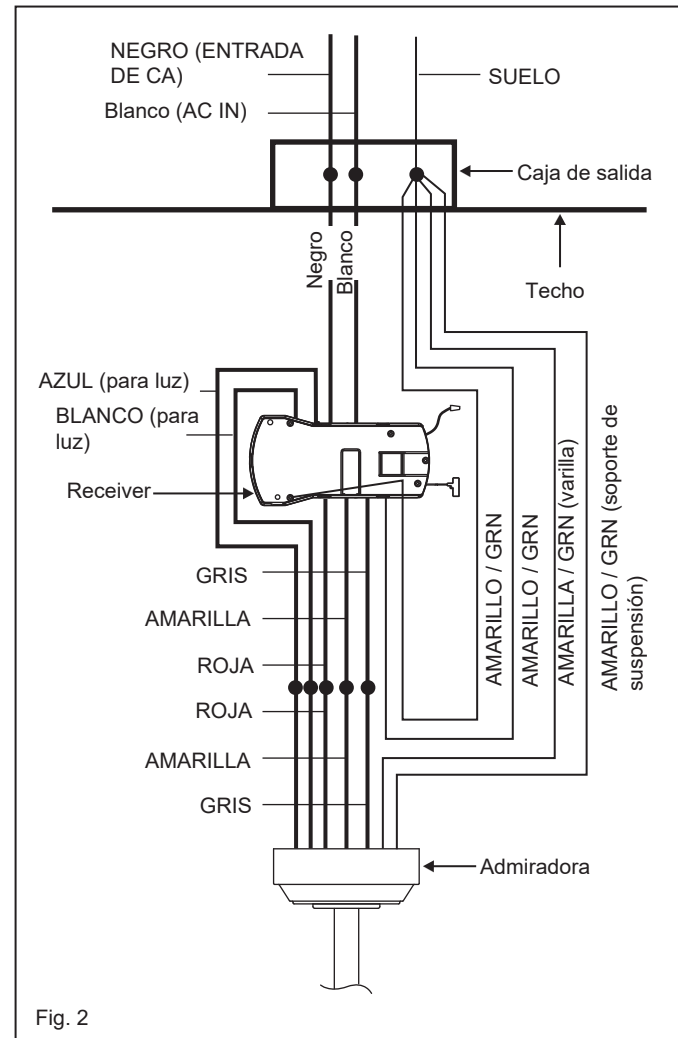 NEGRO (ENTRADA
DE CA)
SUELO
Blanco (AC IN)
Caja de salida
Negro
Blanco
Techo
AZUL (para luz)
BLANCO (para
luz)
Receiver
GRIS
AMARILLA
ROJA
ROJA
AMARILLA
GRIS
AMARILLO / GRN
AMARILLO / GRN
AMARILLA / GRN (varilla)
AMARILLO / GRN (soporte de
suspensión)
Admiradora
Fig. 2